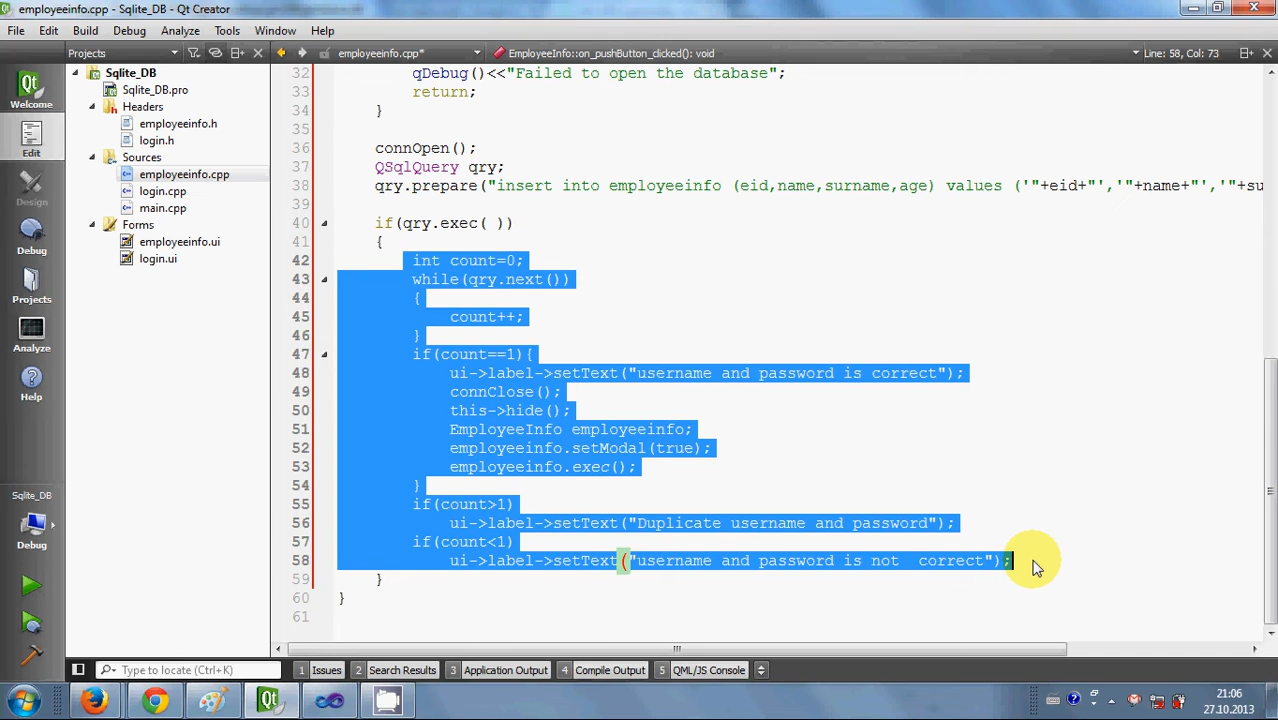 employeeinfo.cpp - Sqlite_DB - Qt Creator
File Edit Build Debug Analyze Tools Window Help
Projects employeeinfo.cpp* EmployeeInfo::on_pushButton_clicked(): void Line: 58, Col: 73
Welcome
Edit
Design
Debug
Projects
Analyze
Help
Sqlite_DB
Debug
Sqlite_DB
Sqlite_DB.pro
Headers
employeeinfo.h
login.h
Sources
employeeinfo.cpp
login.cpp
main.cpp
Forms
employeeinfo.ui
login.ui
32 qDebug()<<"Failed to open the database";
33 return;
34 }
35
36 connOpen();
37 QSqlQuery qry;
38 qry.prepare("insert into employeeinfo (eid,name,surname,age) values ('"+eid+"','"+name+"','"+su
39
40 if(qry.exec( ))
41 {
42 int count=0;
43 while(qry.next())
44 {
45 count++;
46 }
47 if(count==1){
48 ui->label->setText("username and password is correct");
49 connClose();
50 this->hide();
51 EmployeeInfo employeeinfo;
52 employeeinfo.setModal(true);
53 employeeinfo.exec();
54 }
55 if(count>1)
56 ui->label->setText("Duplicate username and password");
57 if(count<1)
58 ui->label->setText("username and password is not  correct");
59 }
60 }
61
Type to locate (Ctrl+K) 1 Issues 2 Search Results 3 Application Output 4 Compile Output 5 QML/JS Console
21:06
27.10.2013